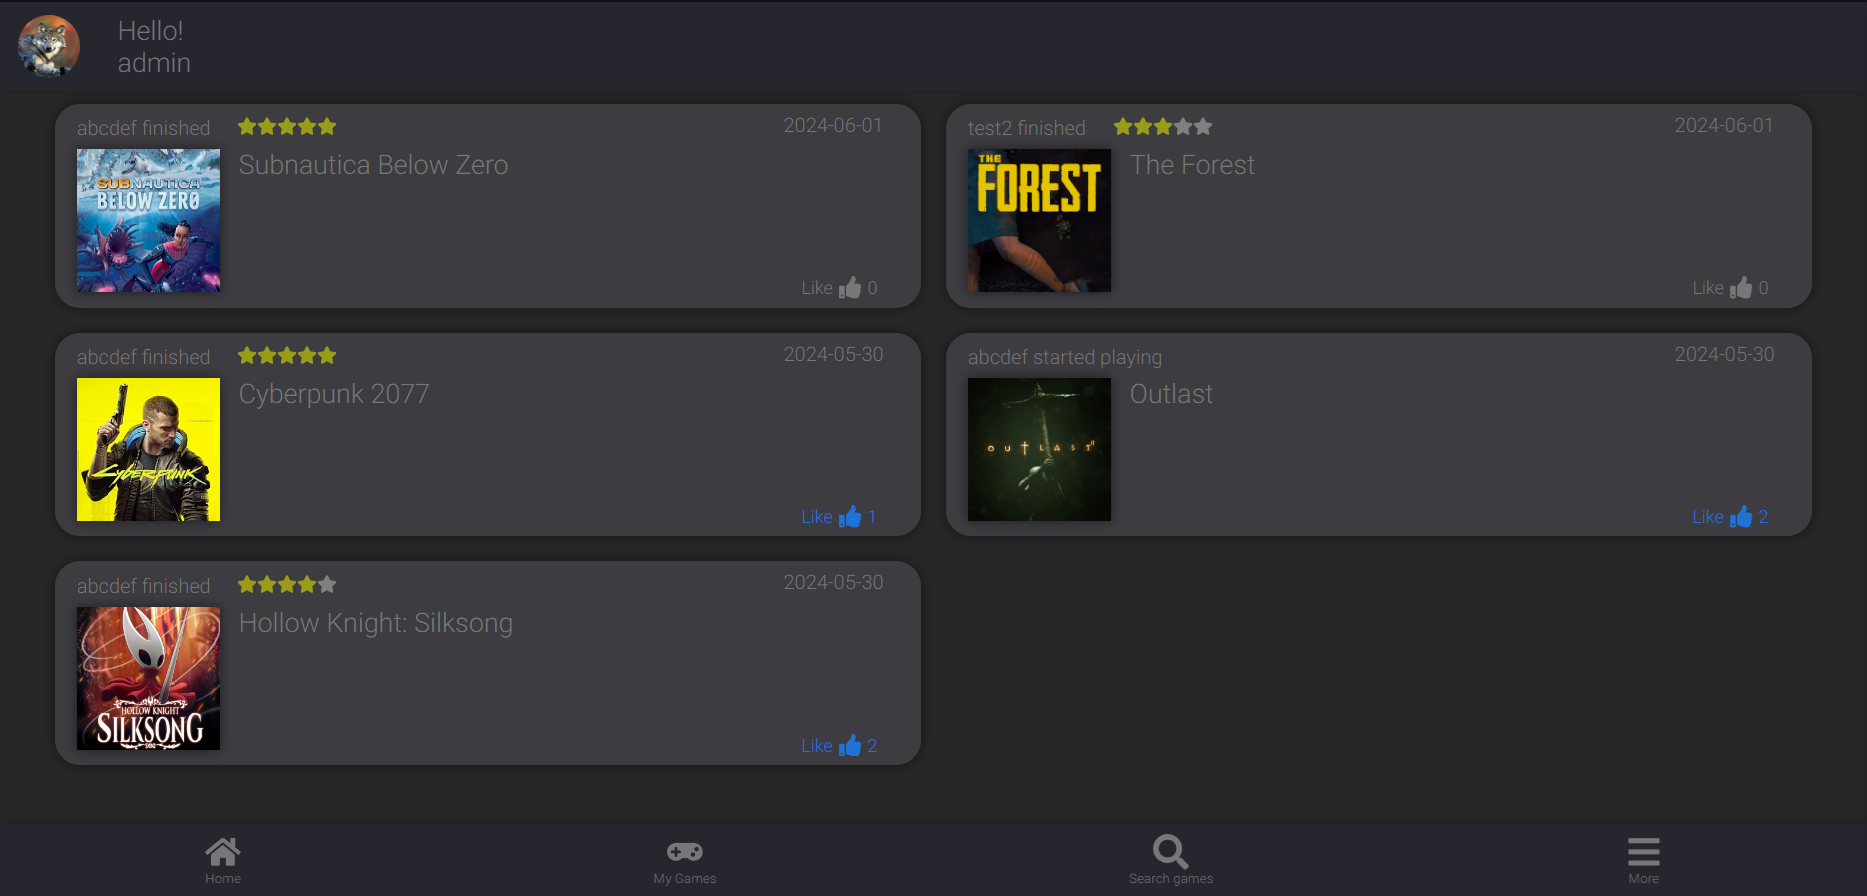 Hello!
admin
abcdef finished
2024-06-01
Subnautica Below Zero
SUBNAUTICA
BELOW ZERO
Like 0
test2 finished
2024-06-01
The Forest
THE
FOREST
Like 0
abcdef finished
2024-05-30
Cyberpunk 2077
Cyberpunk
Like 1
abcdef started playing
2024-05-30
Outlast
OUTLAST II
Like 2
abcdef finished
2024-05-30
Hollow Knight: Silksong
HOLLOW KNIGHT
SILKSONG
Like 2
Home
My Games
Search games
More